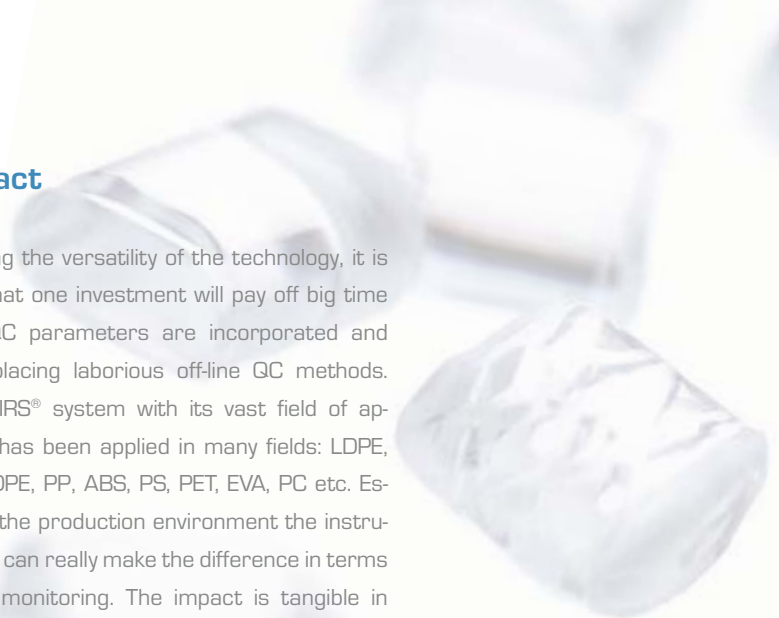 act
g the versatility of the technology, it is
at one investment will pay off big time
C parameters are incorporated and
placing laborious off-line QC methods.
IRS® system with its vast field of ap-
has been applied in many fields: LDPE,
DPE, PP, ABS, PS, PET, EVA, PC etc. Es-
the production environment the instru-
can really make the difference in terms
monitoring. The impact is tangible in